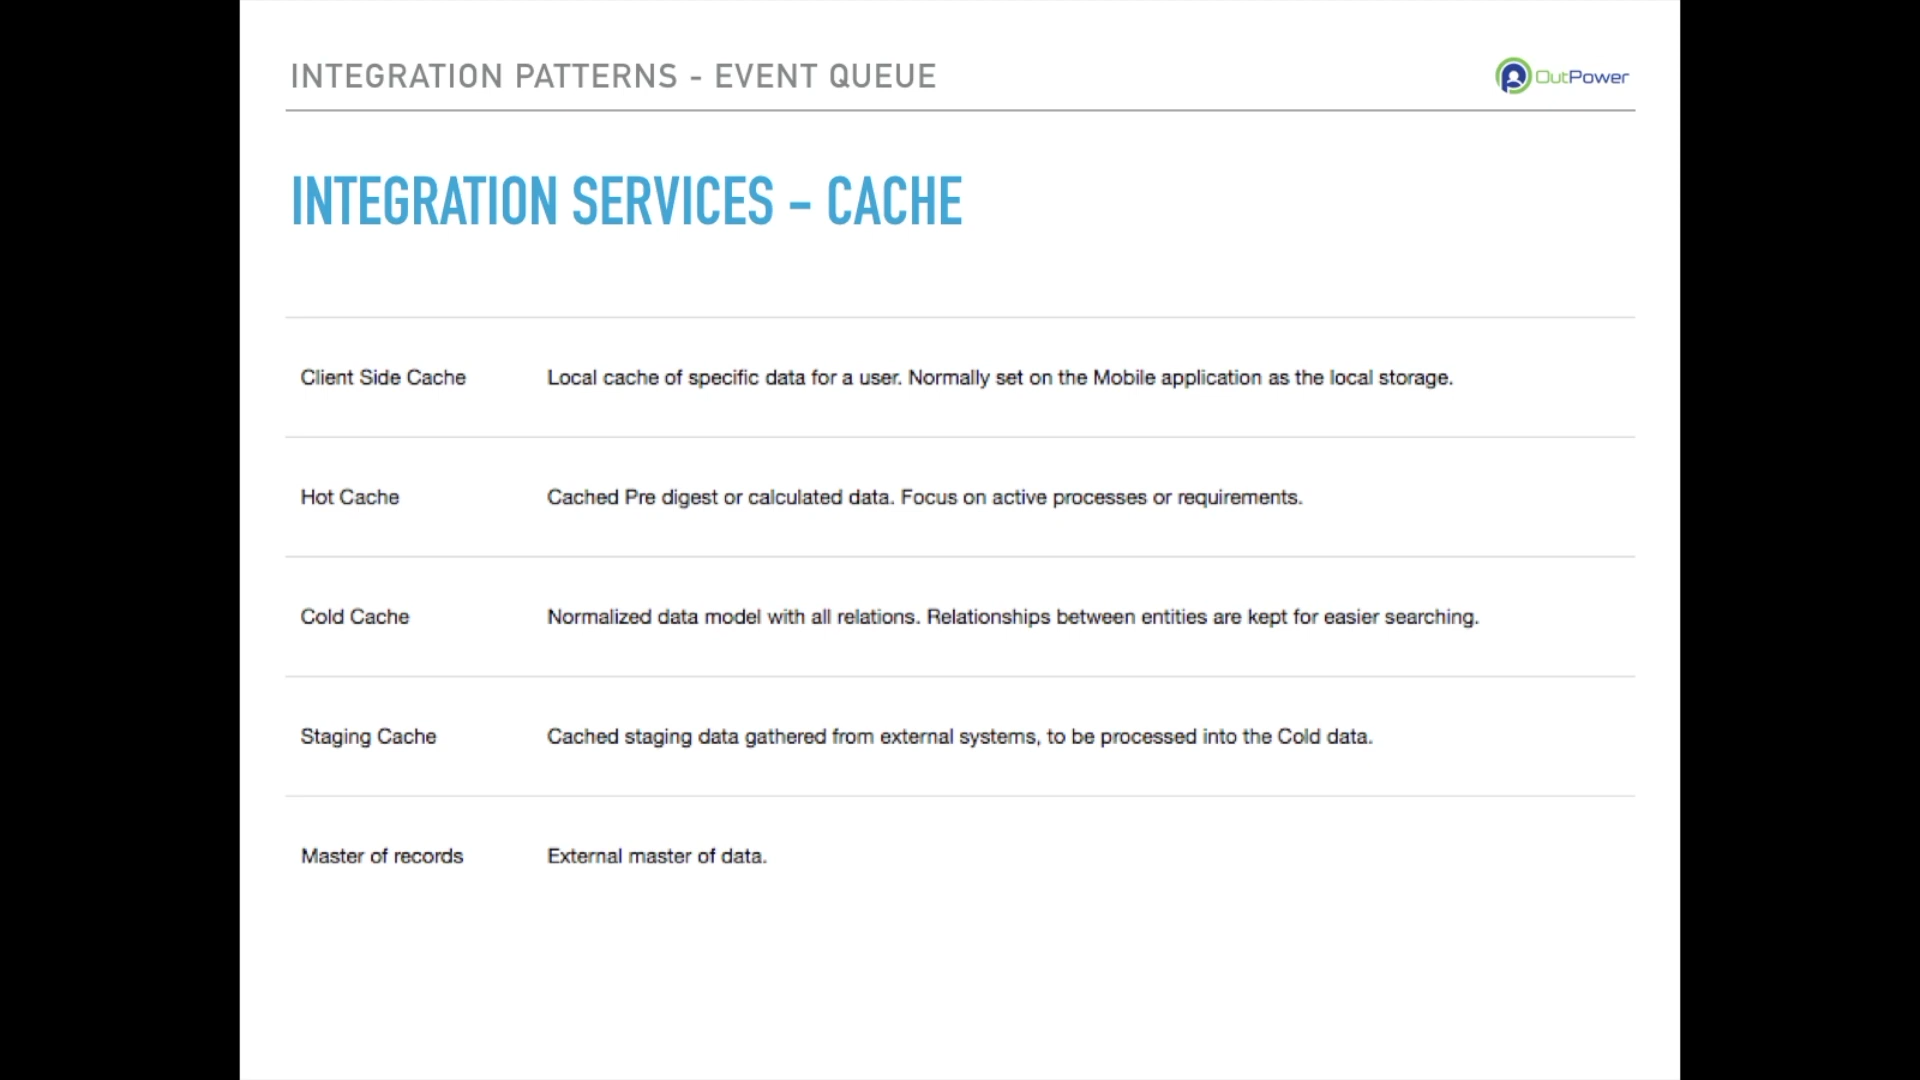 INTEGRATION PATTERNS - EVENT QUEUE
OutPower
INTEGRATION SERVICES - CACHE
Client Side Cache Local cache of specific data for a user. Normally set on the Mobile application as the local storage.
Hot Cache Cached Pre digest or calculated data. Focus on active processes or requirements.
Cold Cache Normalized data model with all relations. Relationships between entities are kept for easier searching.
Staging Cache Cached staging data gathered from external systems, to be processed into the Cold data.
Master of records External master of data.